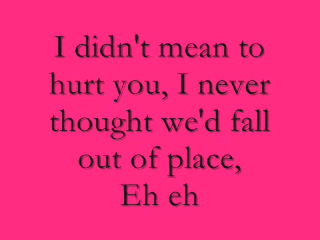 I didn't mean to
hurt you, I never
thought we'd fall
out of place,
Eh eh